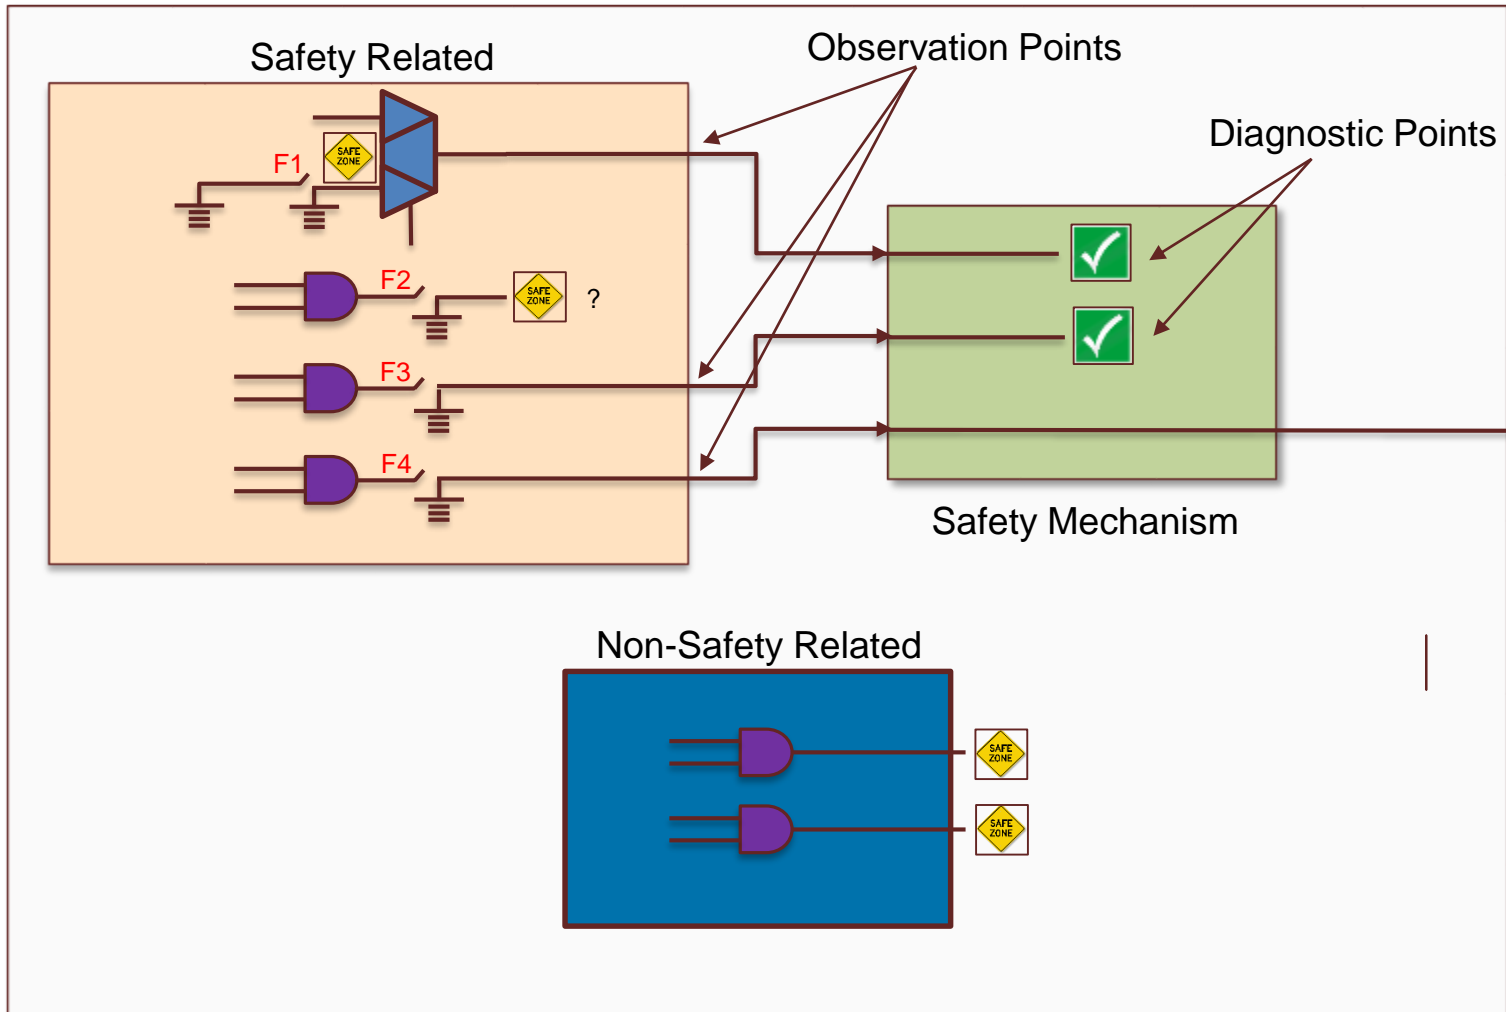 Safety Related
Observation Points
Diagnostic Points
SAFE
ZONE
F1
F2
SAFE
ZONE
?
F3
F4
Safety Mechanism
Non-Safety Related
SAFE
ZONE
SAFE
ZONE